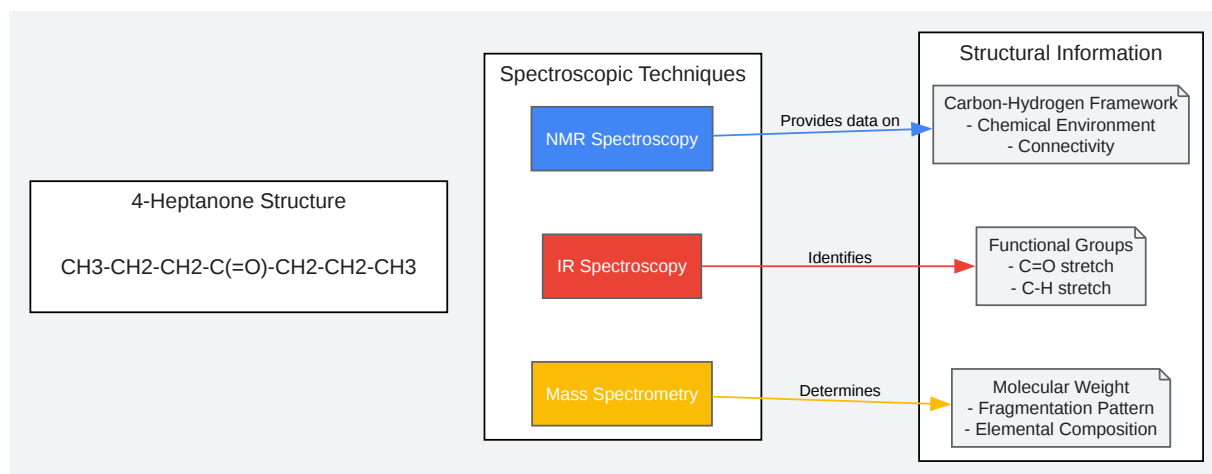 4-Heptanone Structure
CH3-CH2-CH2-C(=O)-CH2-CH2-CH3
Spectroscopic Techniques
NMR Spectroscopy
IR Spectroscopy
Mass Spectrometry
Provides data on
Identifies
Determines
Structural Information
Carbon-Hydrogen Framework
- Chemical Environment
- Connectivity
Functional Groups
- C=O stretch
- C-H stretch
Molecular Weight
- Fragmentation Pattern
- Elemental Composition